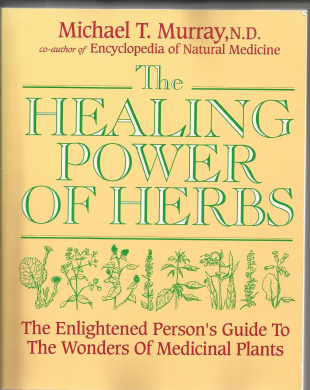 Michael T. Murray,N.D.
co-author of Encyclopedia of Natural Medicine
The
HEALING
POWER
OF HERBS
The Enlightened Person's Guide To
The Wonders Of Medicinal Plants